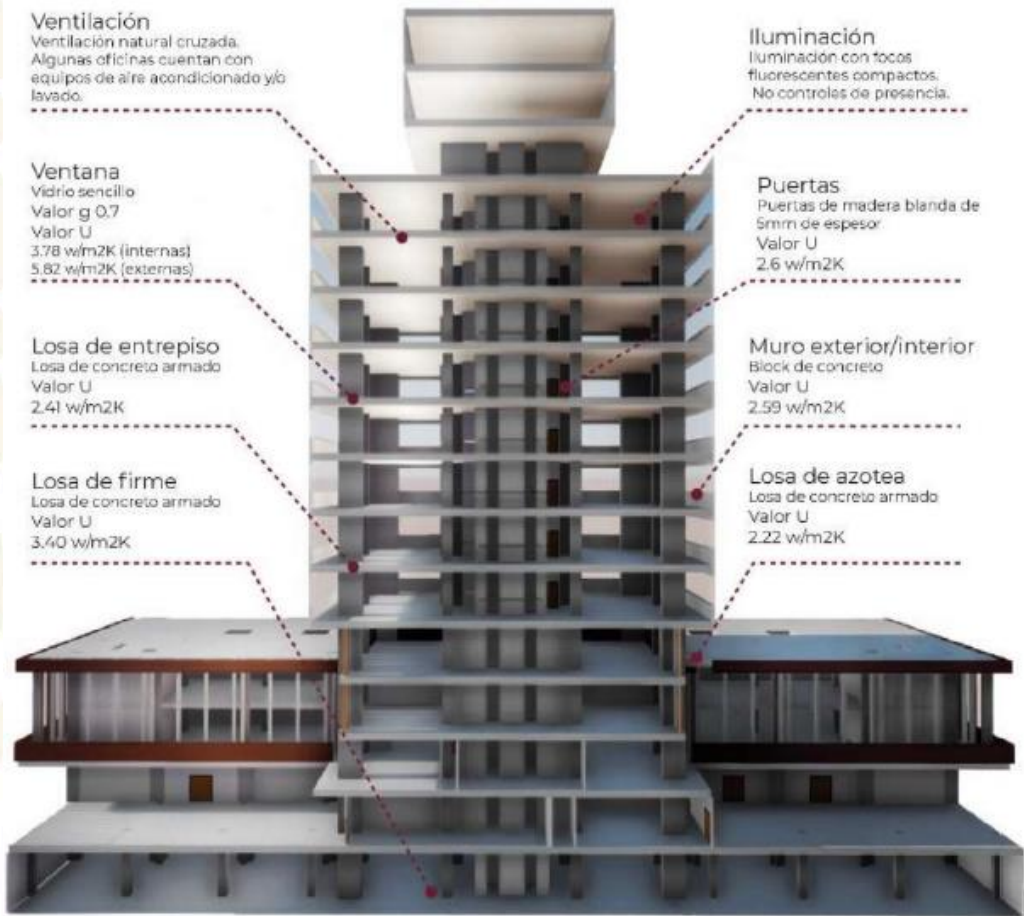 Ventilación
Ventilación natural cruzada.
Algunas oficinas cuentan con
equipos de aire acondicionado y/o
lavado.
Ventana
Vidrio sencillo
Valor g 0.7
Valor U
3.78 w/m2K (internas)
5.82 w/m2K (externas)
Losa de entrepiso
Losa de concreto armado
Valor U
2.41 w/m2K
Losa de firme
Losa de concreto armado
Valor U
3.40 w/m2K
Iluminación
Iluminación con focos
fluorescentes compactos.
No controles de presencia.
Puertas
Puertas de madera blanda de
5mm de espesor
Valor U
2.6 w/m2K
Muro exterior/interior
Block de concreto
Valor U
2.59 w/m2K
Losa de azotea
Losa de concreto armado
Valor U
2.22 w/m2K